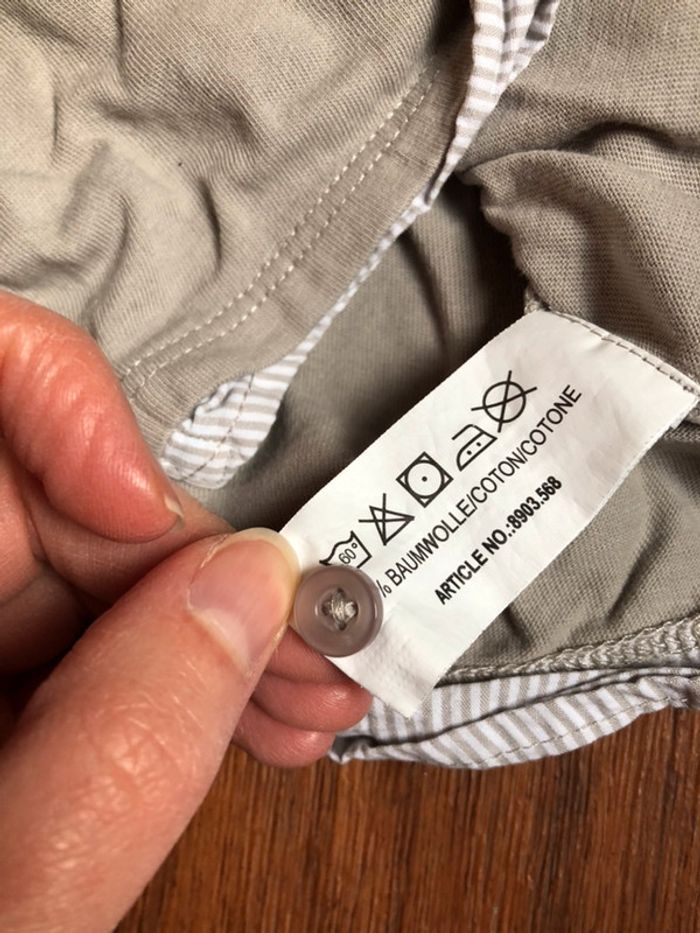 60°
% BAUMWOLLE/COTON/COTONE
ARTICLE NO.:8903.568